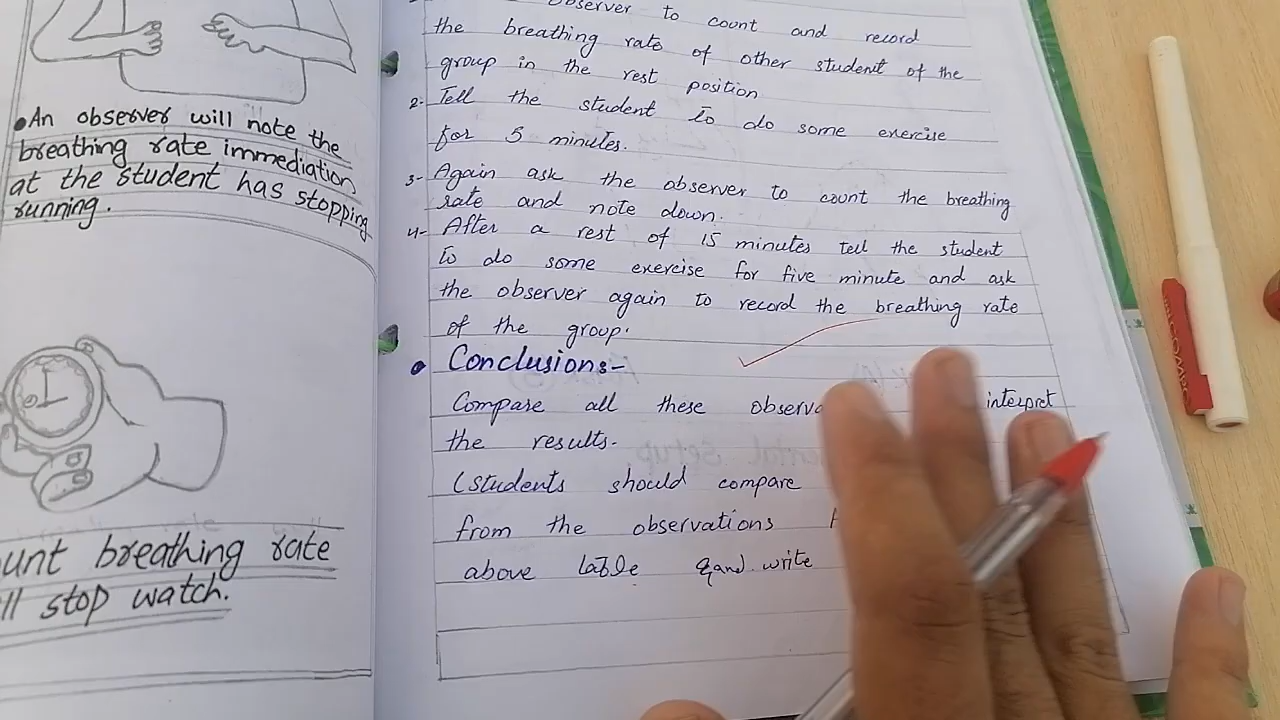 An observer will note the
breathing rate immediation
at the student has stopping
running.
breathing rate
stop watch.
observer to count and record
the breathing rate of other student of the
group in the rest position
2- Tell the student to do some exercise
for 5 minutes.
3- Again ask the observer to count the breathing
rate and note down.
4- After a rest of 15 minutes tell the student
to do some exercise for five minute and ask
the observer again to record the breathing rate
of the group.
Conclusions-
Compare all these interpret
the results.
(students should compare
from the observations
above table and write